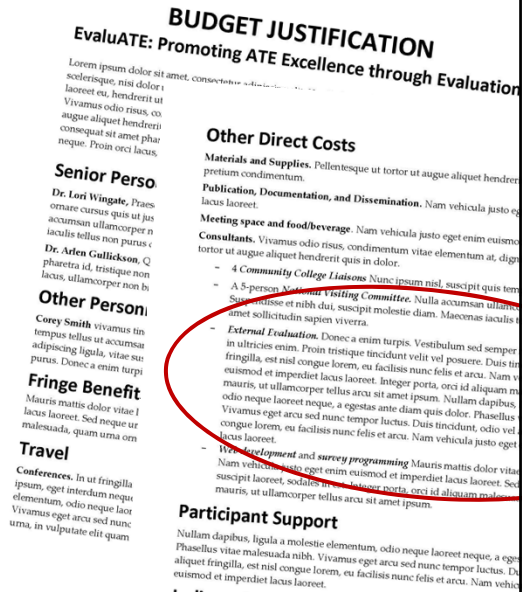 BUDGET JUSTIFICATION
EvaluATE: Promoting ATE Excellence through Evaluation
Lorem ipsum dolor sit amet, consectetur
scelerisque, nisi dolor
laoreet eu, hendrerit ut
Vivamus odio risus, co
augue aliquet hendreri
consequat sit amet phar
neque. Proin orci lacus,
Senior Perso
Dr. Lori Wingate, Praes
ornare cursus quis ut jus
accumsan ullamcorper n
iaculis tellus non purus
Dr. Arlen Gullickson, Q
pharetra id, tristique non
lacus, ullamcorper non
Other Person
Corey Smith vivamus tin
tempus tellus ut accumsan
adipiscing ligula, vitae sus
purus. Donec a enim turpi
Fringe Benefit
Mauris mattis dolor vitae l
lacus laoreet. Sed neque ur
malesuada, quam urna orn
Travel
Conferences. In ut fringilla
ipsum, eget interdum neque
elementum, odio neque laor
Vivamus eget arcu sed nunc
urna, in vulputate elit quam
Other Direct Costs
Materials and Supplies. Pellentesque ut tortor ut augue aliquet hendrer
pretium condimentum.
Publication, Documentation, and Dissemination. Nam vehicula justo eg
lacus laoreet.
Meeting space and food/beverage. Nam vehicula justo eget enim euismo
Consultants. Vivamus odio risus, condimentum vitae elementum at, dign
tortor ut augue aliquet hendrerit quis in dolor.
- 4 Community College Liaisons Nunc ipsum nisl, suscipit quis tem
- A 5-person National Visiting Committee. Nulla accumsan ullamc
Suspendisse et nibh dui, suscipit molestie diam. Maecenas iaculis t
amet sollicitudin sapien viverra.
- External Evaluation. Donec a enim turpis. Vestibulum sed semper
in ultricies enim. Proin tristique tincidunt velit vel posuere. Duis tin
fringilla, est nisl congue lorem, eu facilisis nunc felis et arcu. Nam v
euismod et imperdiet lacus laoreet. Integer porta, orci id aliquam m
mauris, ut ullamcorper tellus arcu sit amet ipsum. Nullam dapibus,
odio neque laoreet neque, a egestas ante diam quis dolor. Phasellus
Vivamus eget arcu sed nunc tempor luctus. Duis tincidunt, odio vel
congue lorem, eu facilisis nunc felis et arcu. Nam vehicula justo eget
lacus laoreet.
- Web development and survey programming Mauris mattis dolor vitae
Nam vehicula justo eget enim euismod et imperdiet lacus laoreet. Sed
suscipit laoreet, sodales in est. Integer porta, orci id aliquam malesua
mauris, ut ullamcorper tellus arcu sit amet ipsum.
Participant Support
Nullam dapibus, ligula a molestie elementum, odio neque laoreet neque, a eges
Phasellus vitae malesuada nibh. Vivamus eget arcu sed nunc tempor luctus. Du
aliquet fringilla, est nisl congue lorem, eu facilisis nunc felis et arcu. Nam vehic
euismod et imperdiet lacus laoreet.